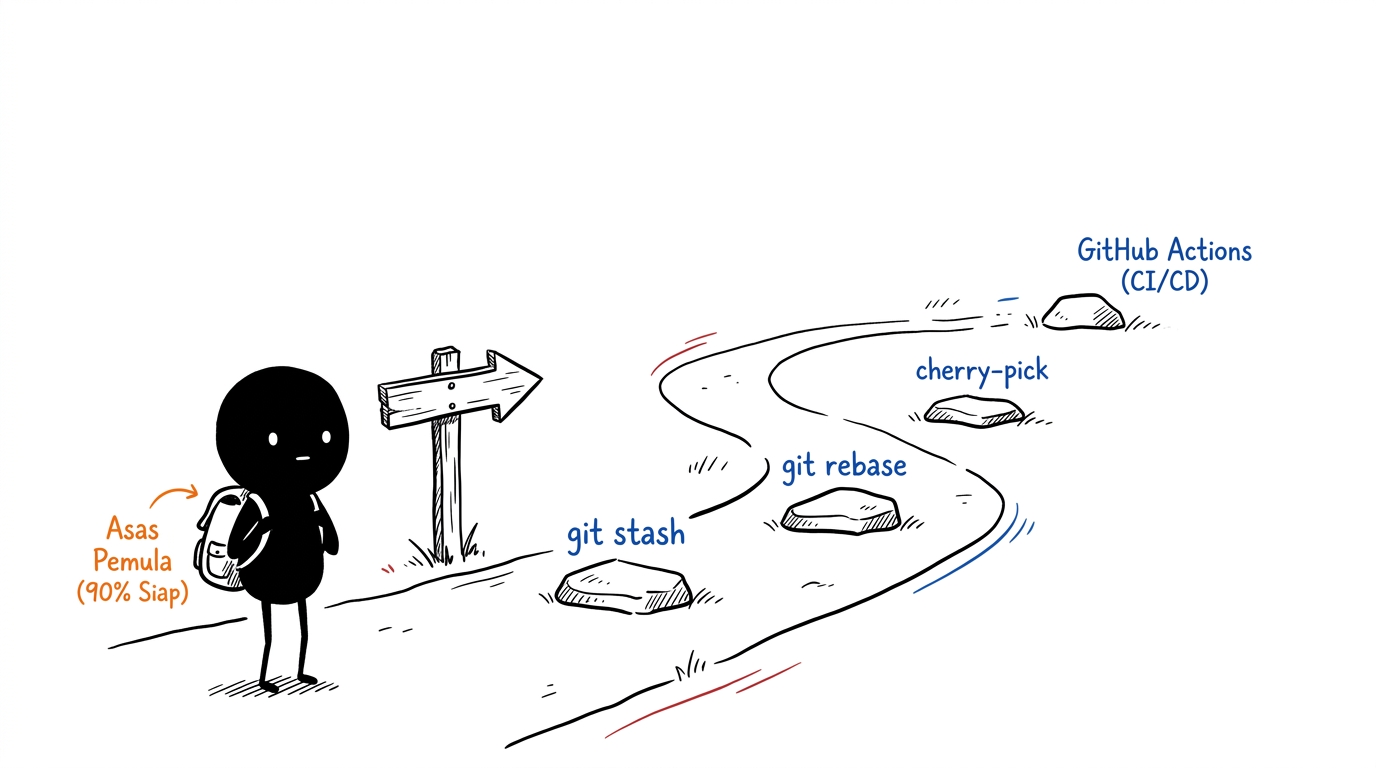 GitHub Actions
(CI/CD)
cherry-pick
git rebase
git stash
Asas
Pemula
(90% Siap)